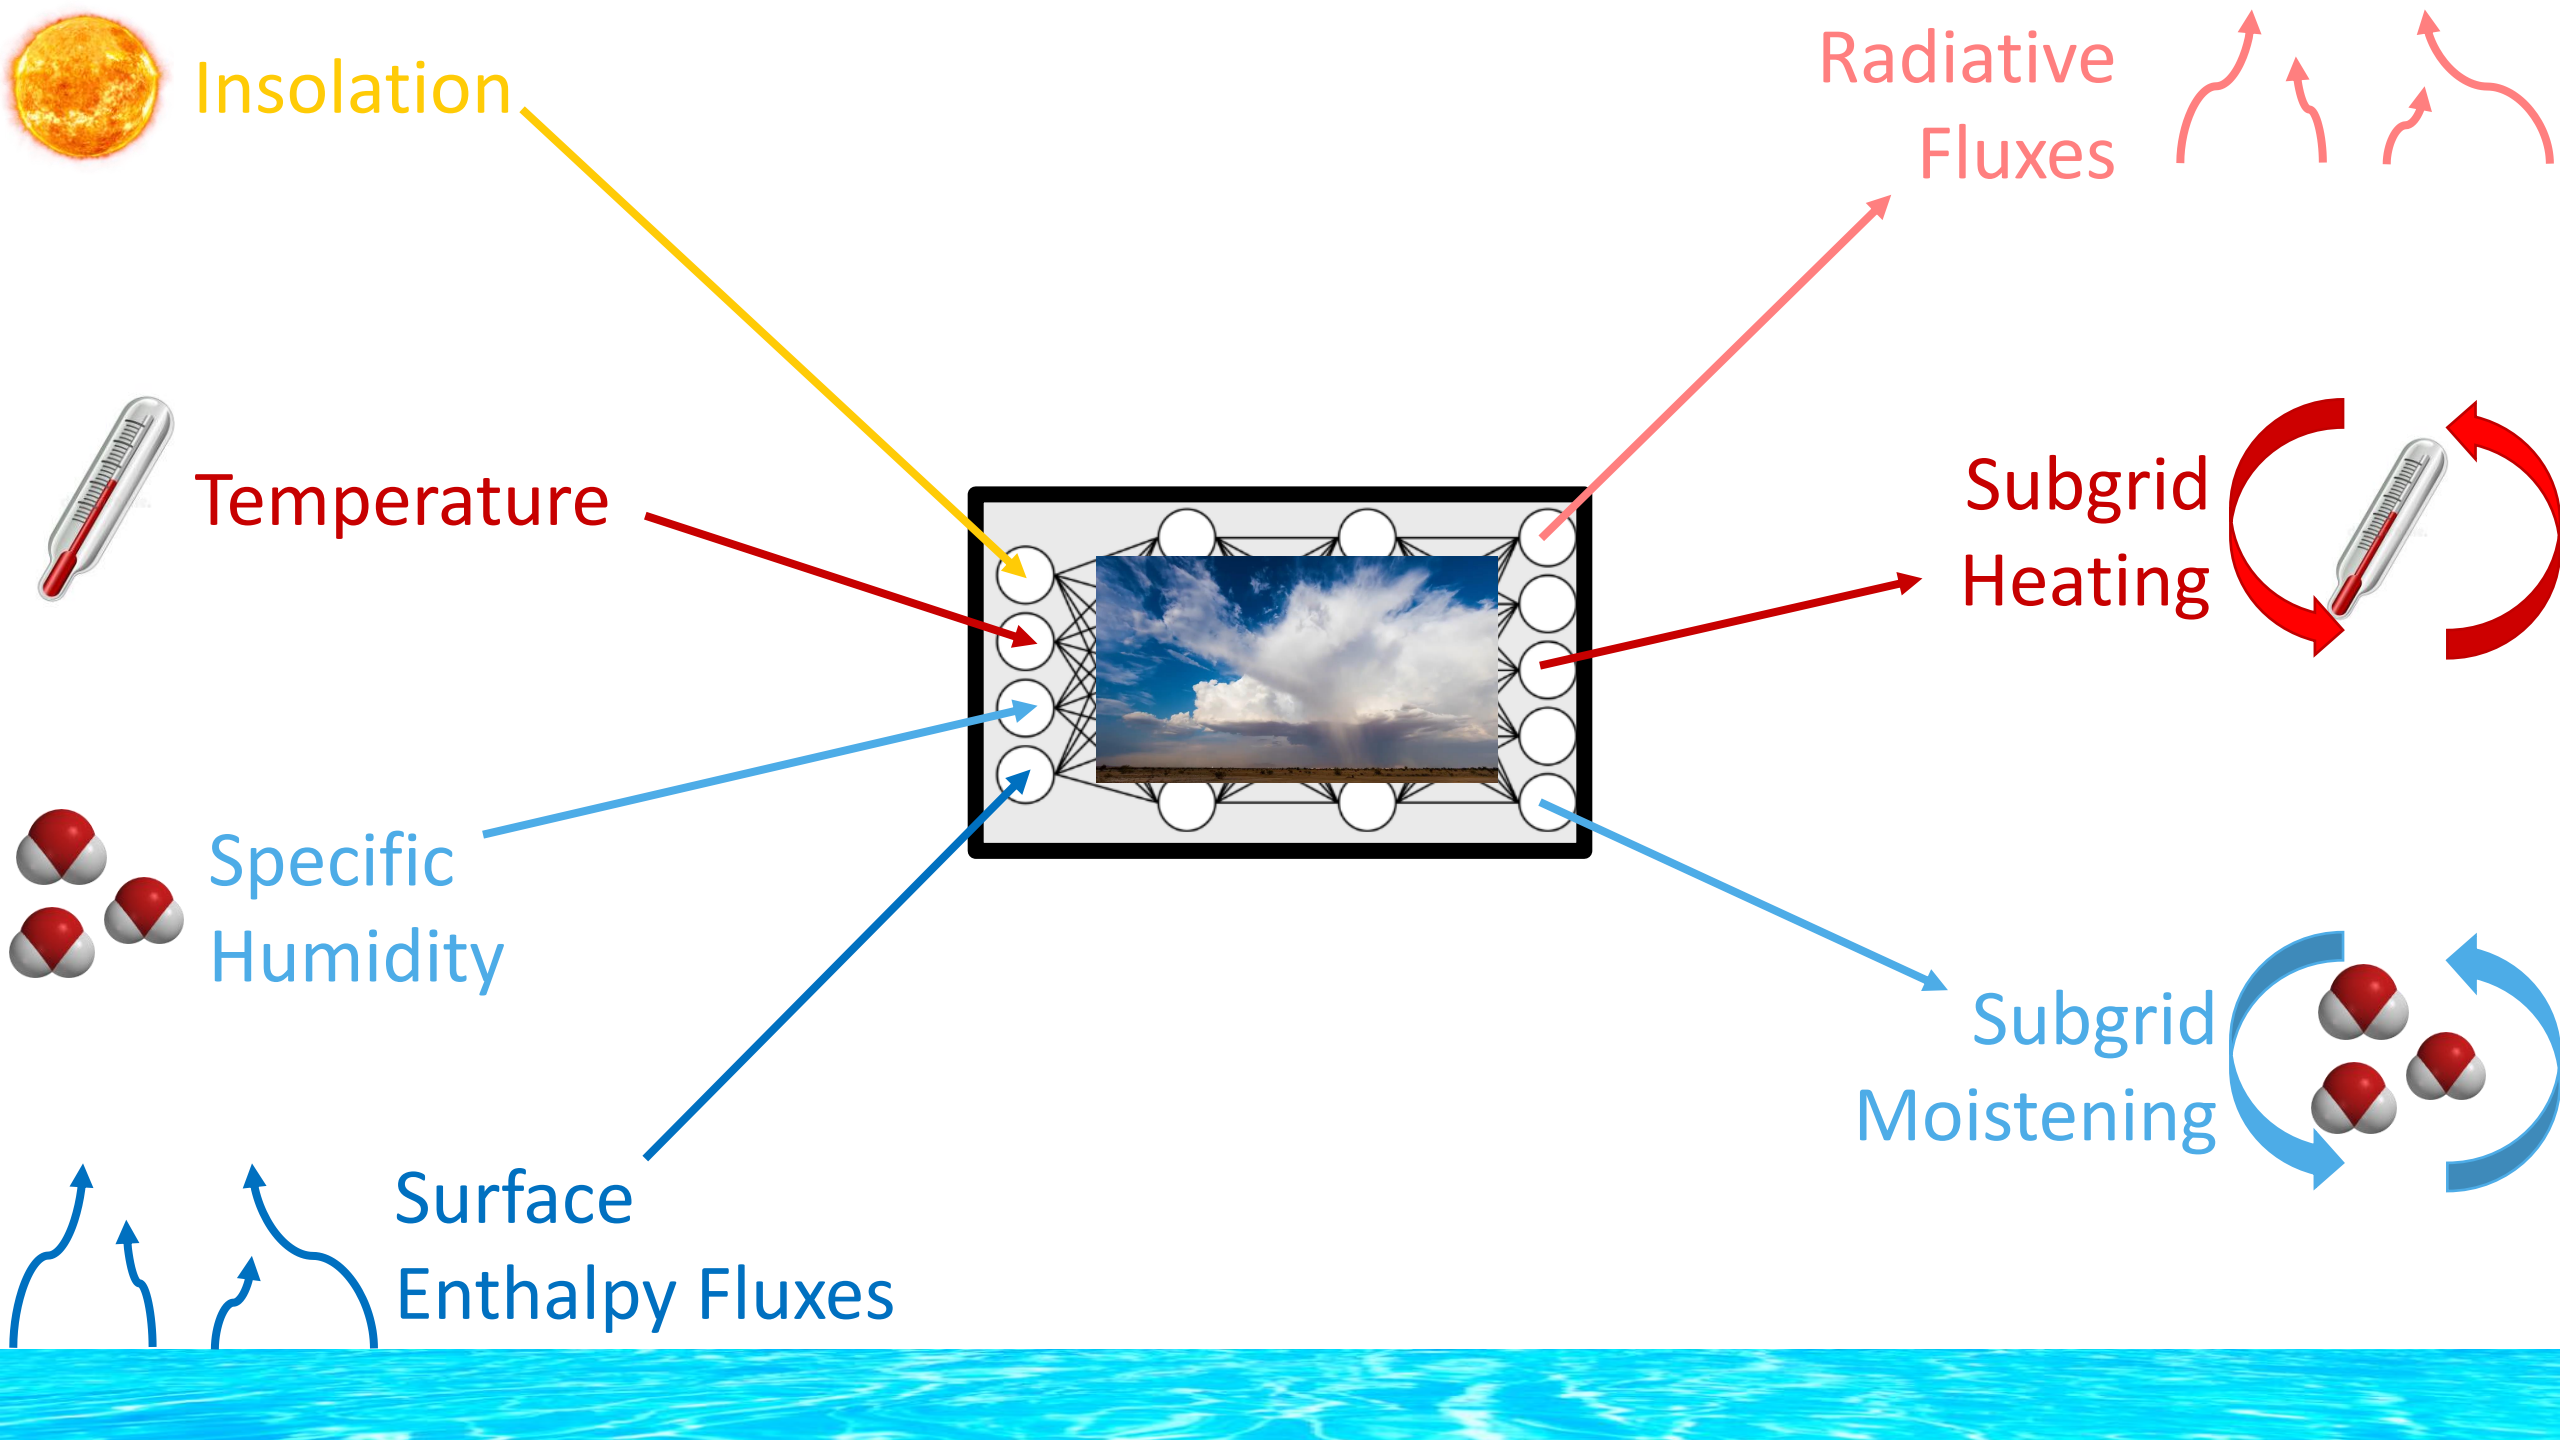 Insolation
Temperature
Specific
Humidity
Surface
Enthalpy Fluxes
Radiative
Fluxes
Subgrid
Heating
Subgrid
Moistening